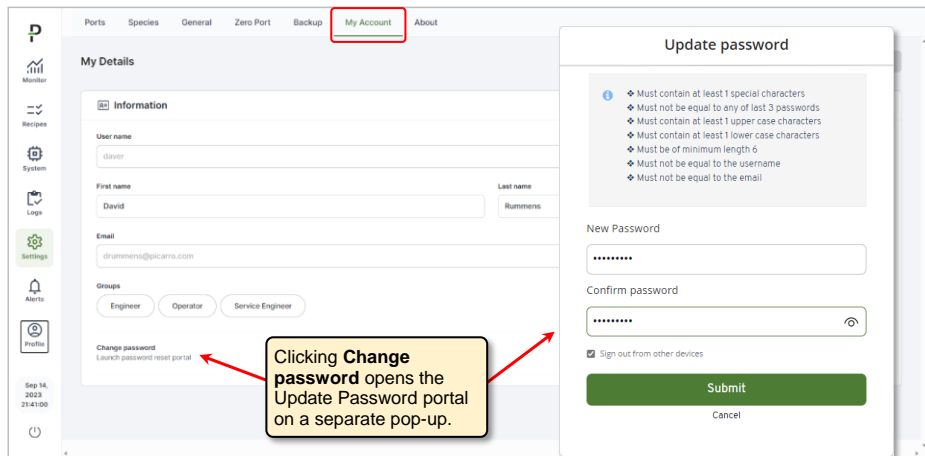 Ports Species General Zero Port Backup My Account About
Monitor
Recipes
System
Logs
Settings
Alerts
Profile
Sep 14,
2023
21:41:00
My Details
Information
User name
daver
First name
Last name
David
Rummens
Email
drummens@picarro.com
Groups
Engineer Operator Service Engineer
Change password
Launch password reset portal
Clicking Change
password opens the
Update Password portal
on a separate pop-up.
Update password
❖ Must contain at least 1 special characters
❖ Must not be equal to any of last 3 passwords
❖ Must contain at least 1 upper case characters
❖ Must contain at least 1 lower case characters
❖ Must be of minimum length 6
❖ Must not be equal to the username
❖ Must not be equal to the email
New Password
•••••••••
Confirm password
•••••••••
Sign out from other devices
Submit
Cancel